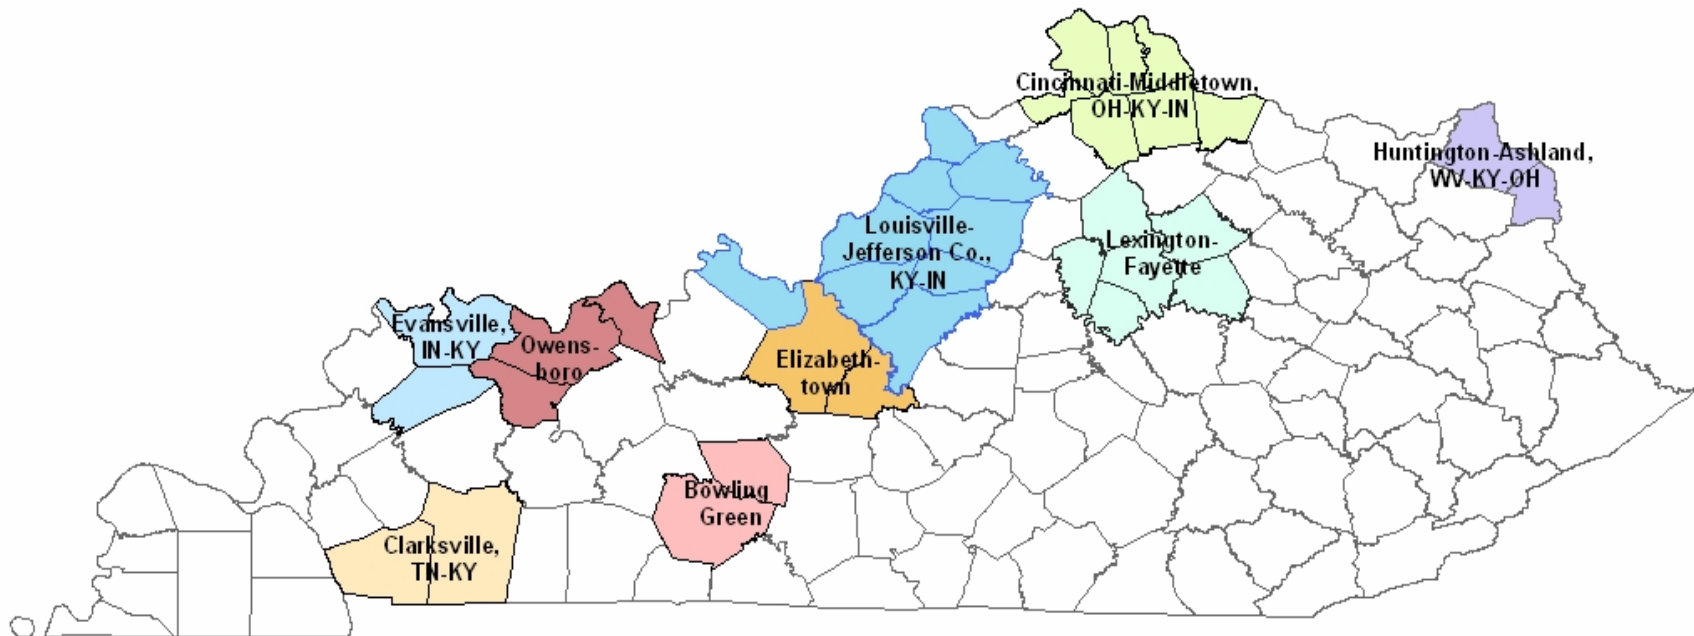 Cincinnati-Middletown,
OH-KY-IN
Huntington-Ashland,
WV-KY-OH
Louisville-
Jefferson Co.,
KY-IN
Lexington-
Fayette
Evansville,
IN-KY
Owens-
boro
Elizabeth-
town
Bowling
Green
Clarksville,
TN-KY